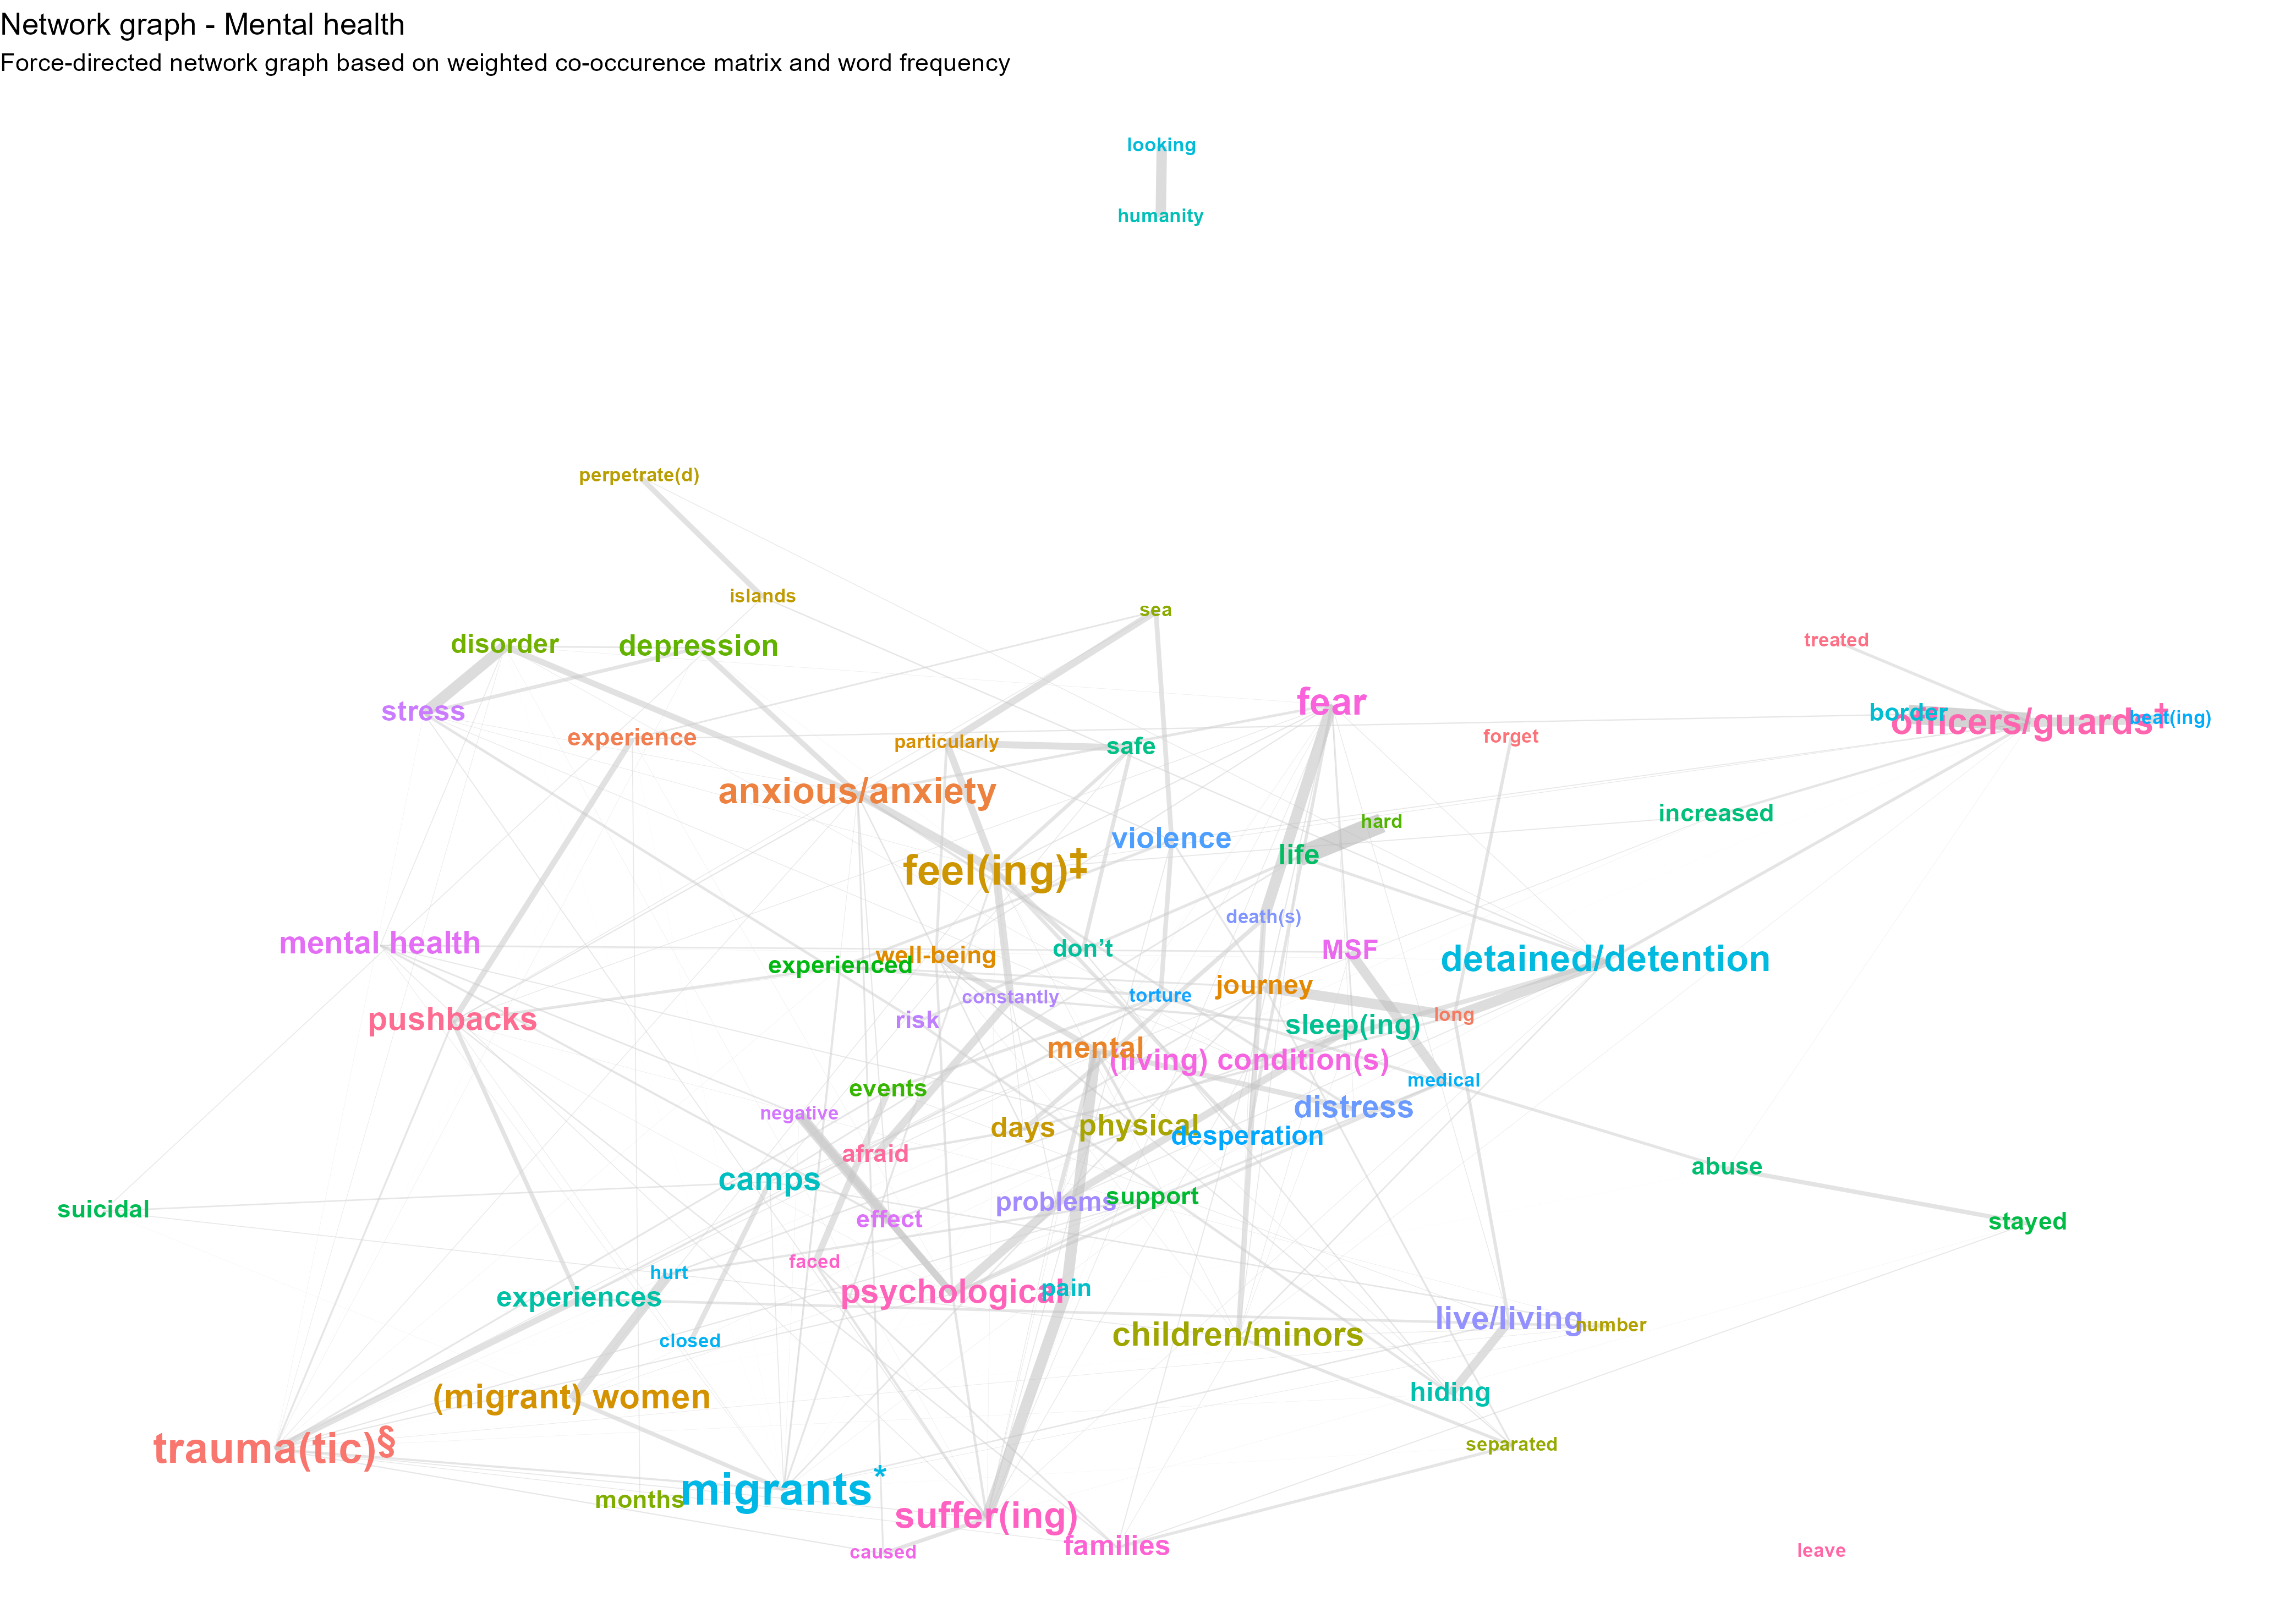 Network graph - Mental health
Force-directed network graph based on weighted co-occurence matrix and word frequency
looking
humanity
perpetrate(d)
islands
sea
disorder
depression
treated
fear
stress
border
officers/guards†
beat(ing)
experience
particularly
safe
forget
anxious/anxiety
increased
hard
violence
life
feel(ing)‡
death(s)
mental health
don’t
MSF
well-being
experienced
detained/detention
journey
constantly
torture
pushbacks
risk
long
sleep(ing)
mental
(living) condition(s)
medical
events
distress
negative
days
physical
desperation
afraid
abuse
camps
problems
support
suicidal
effect
stayed
faced
hurt
psychological
pain
experiences
live/living
number
closed
children/minors
(migrant) women
hiding
trauma(tic)§
separated
migrants*
months
suffer(ing)
families
caused
leave